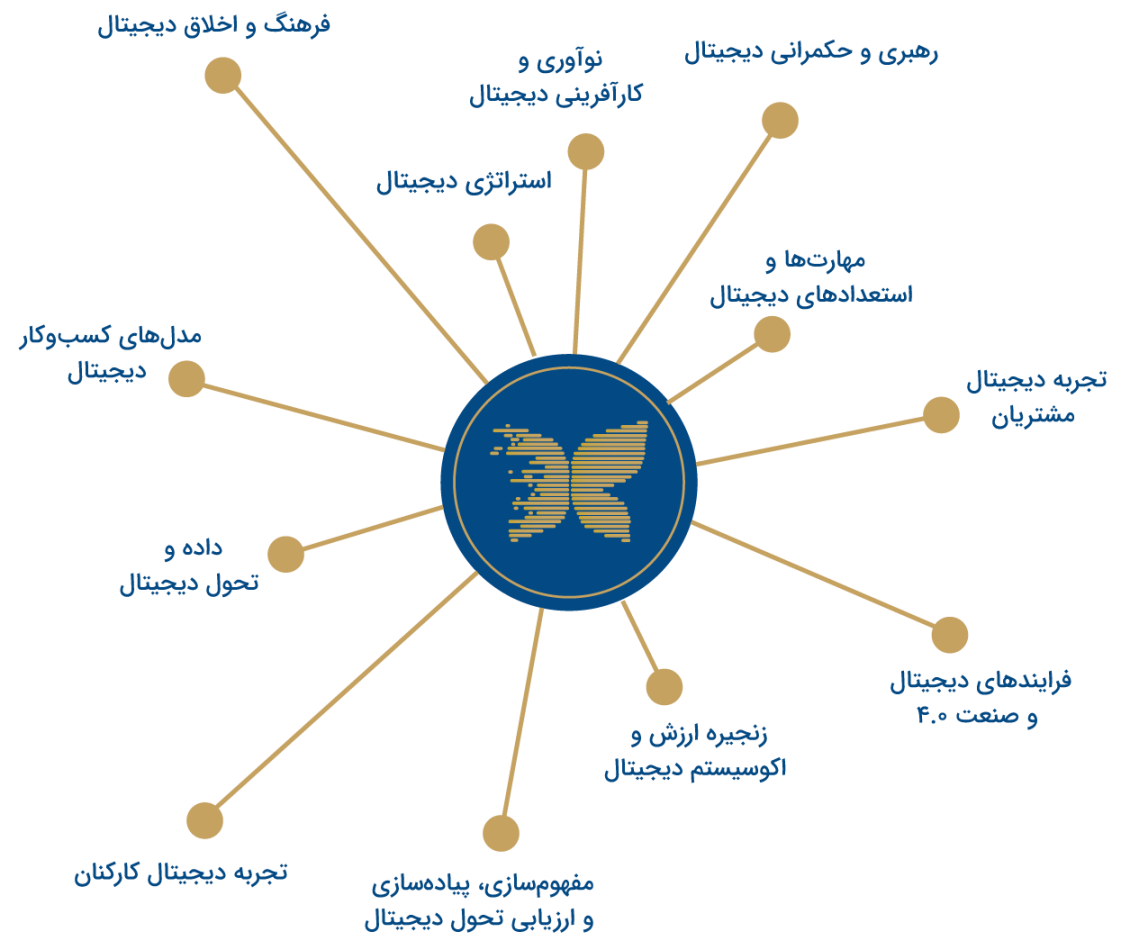 فرهنگ و اخلاق دیجیتال
رهبری و حکمرانی دیجیتال
نوآوری و
کارآفرینی دیجیتال
استراتژی دیجیتال
مهارت‌ها و
استعدادهای دیجیتال
مدل‌های کسب‌وکار
دیجیتال
تجربه دیجیتال
مشتریان
داده و
تحول دیجیتال
فرایندهای دیجیتال
و صنعت ۴.۰
زنجیره ارزش و
اکوسیستم دیجیتال
تجربه دیجیتال کارکنان
مفهوم‌سازی، پیاده‌سازی
و ارزیابی تحول دیجیتال